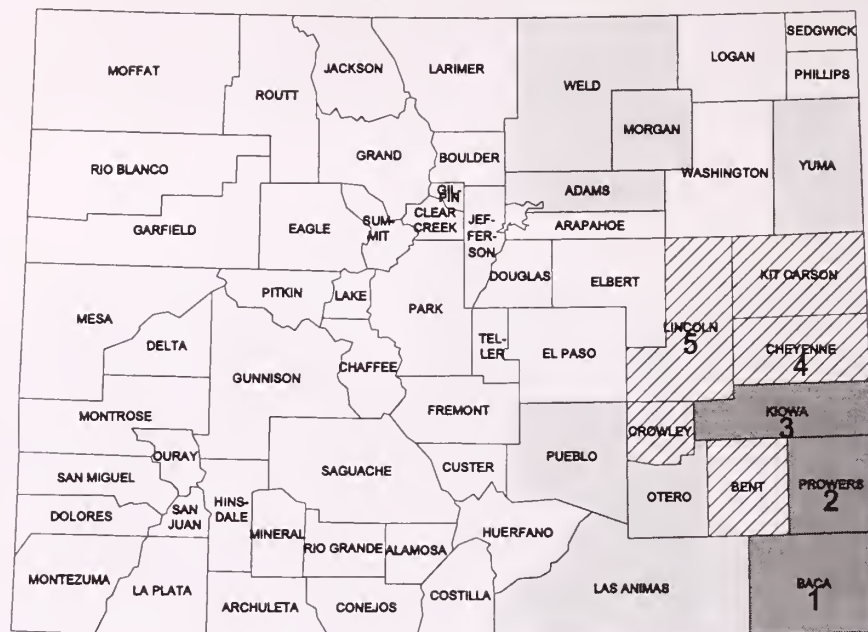 SEDGWICK
LOGAN
PHILLIPS
MOFFAT
JACKSON
LARIMER
ROUTT
WELD
MORGAN
WASHINGTON
YUMA
GRAND
BOULDER
RIO BLANCO
GIL-
PIN
ADAMS
CLEAR
CREEK
JEF-
FER-
SON
ARAPAHOE
GARFIELD
EAGLE
SUM-
MIT
DOUGLAS
ELBERT
KIT CARSON
PITKIN
LAKE
PARK
MESA
LINCOLN
5
CHEYENNE
4
DELTA
TEL-
LER
EL PASO
GUNNISON
CHAFFEE
FREMONT
MONTROSE
KIOWA
3
CROWLEY
OURAY
SAGUACHE
CUSTER
PUEBLO
SAN MIGUEL
OTERO
BENT
PROWERS
2
DOLORES
SAN
JUAN
HINS-
DALE
MINERAL
RIO GRANDE
ALAMOSA
HUERFANO
MONTEZUMA
LA PLATA
ARCHULETA
CONEJOS
COSTILLA
LAS ANIMAS
BACA
1